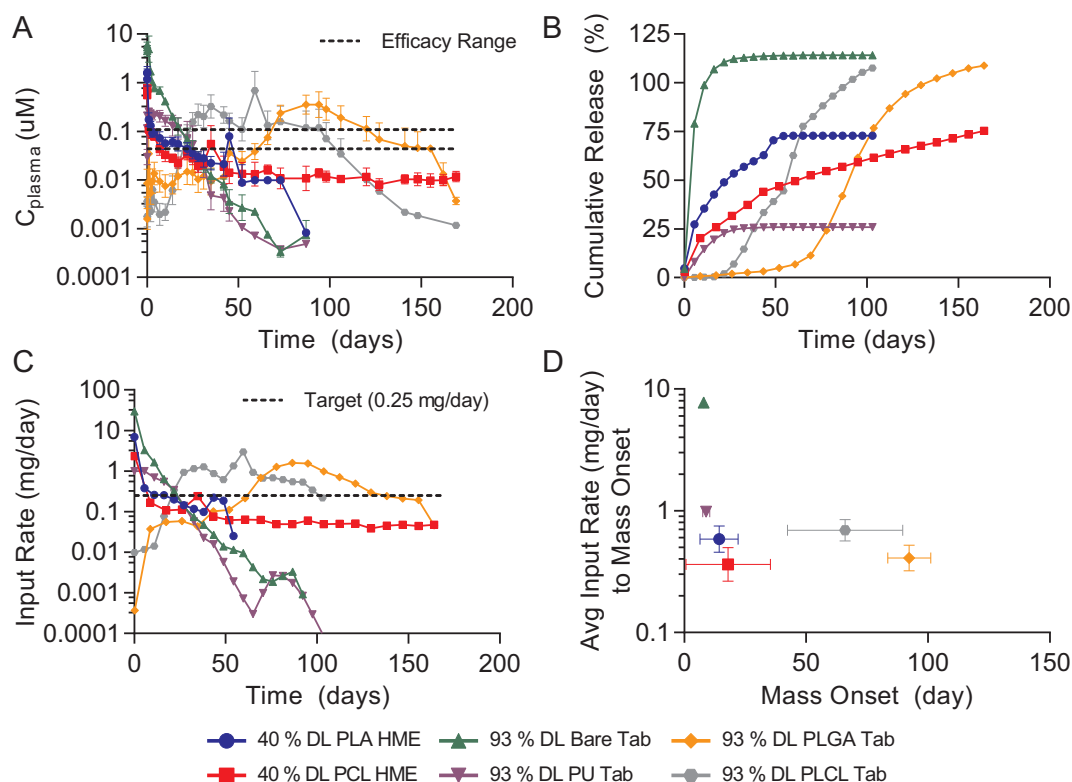 A
C_plasma (uM)
10
1
0.1
0.01
0.001
0.0001
Efficacy Range
0
50
100
150
200
Time (days)
B
Cumulative Release (%)
125
100
75
50
25
0
0
50
100
150
200
Time (days)
C
Input Rate (mg/day)
100
10
1
0.1
0.01
0.001
0.0001
Target (0.25 mg/day)
0
50
100
150
200
Time (days)
D
Avg Input Rate (mg/day)
to Mass Onset
10
1
0.1
0
50
100
150
Mass Onset (day)
40 % DL PLA HME
93 % DL Bare Tab
93 % DL PLGA Tab
40 % DL PCL HME
93 % DL PU Tab
93 % DL PLCL Tab